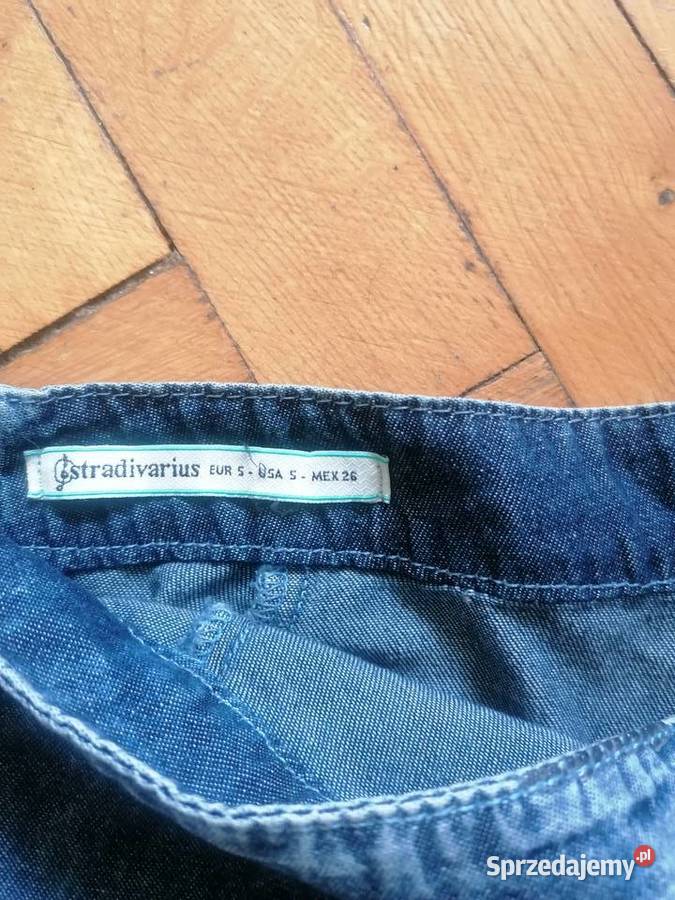 stradivarius EUR S - USA S - MEX 26
Sprzedajemy.pl